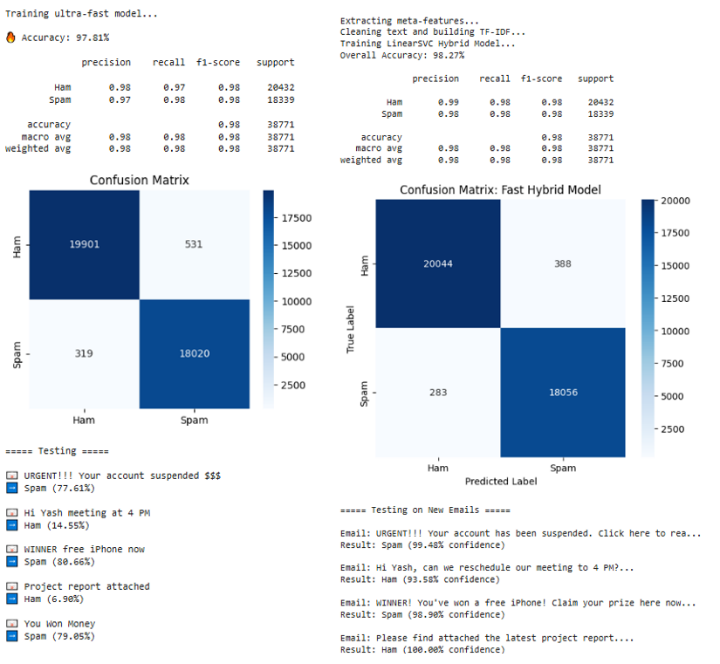 Training ultra-fast model...
🔥 Accuracy: 97.81%
precision recall f1-score support
Ham 0.98 0.97 0.98 20432
Spam 0.97 0.98 0.98 18339
accuracy 0.98 38771
macro avg 0.98 0.98 0.98 38771
weighted avg 0.98 0.98 0.98 38771
Confusion Matrix
Ham
Spam
19901 531
319 18020
Ham Spam
17500
15000
12500
10000
7500
5000
2500
===== Testing =====
📧 URGENT!!! Your account suspended $$$
➡ Spam (77.61%)
📧 Hi Yash meeting at 4 PM
➡ Ham (14.55%)
📧 WINNER free iPhone now
➡ Spam (80.66%)
📧 Project report attached
➡ Ham (6.90%)
📧 You Won Money
➡ Spam (79.05%)
Extracting meta-features...
Cleaning text and building TF-IDF...
Training LinearSVC Hybrid Model...
Overall Accuracy: 98.27%
precision recall f1-score support
Ham 0.99 0.98 0.98 20432
Spam 0.98 0.98 0.98 18339
accuracy 0.98 38771
macro avg 0.98 0.98 0.98 38771
weighted avg 0.98 0.98 0.98 38771
Confusion Matrix: Fast Hybrid Model
True Label
Ham
Spam
20044 388
283 18056
Ham Spam
Predicted Label
20000
17500
15000
12500
10000
7500
5000
2500
===== Testing on New Emails =====
Email: URGENT!!! Your account has been suspended. Click here to rea...
Result: Spam (99.48% confidence)
Email: Hi Yash, can we reschedule our meeting to 4 PM?...
Result: Ham (93.58% confidence)
Email: WINNER! You've won a free iPhone! Claim your prize here now...
Result: Spam (98.90% confidence)
Email: Please find attached the latest project report....
Result: Ham (100.00% confidence)